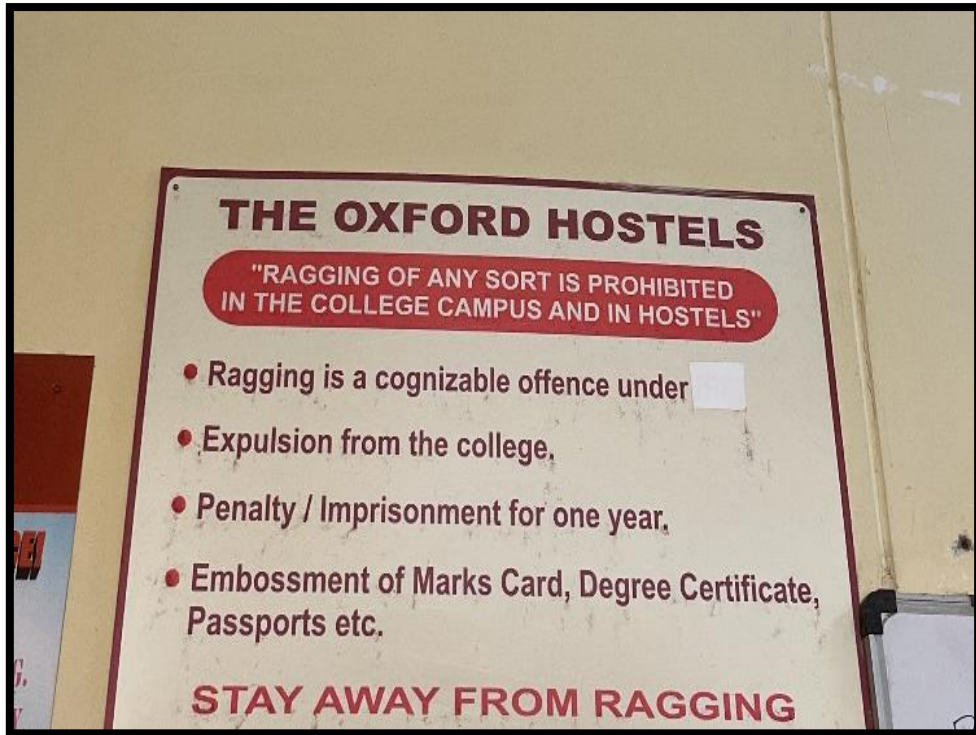 THE OXFORD HOSTELS
"RAGGING OF ANY SORT IS PROHIBITED
IN THE COLLEGE CAMPUS AND IN HOSTELS"
Ragging is a cognizable offence under
Expulsion from the college.
Penalty / Imprisonment for one year.
Embossment of Marks Card, Degree Certificate,
Passports etc.
STAY AWAY FROM RAGGING